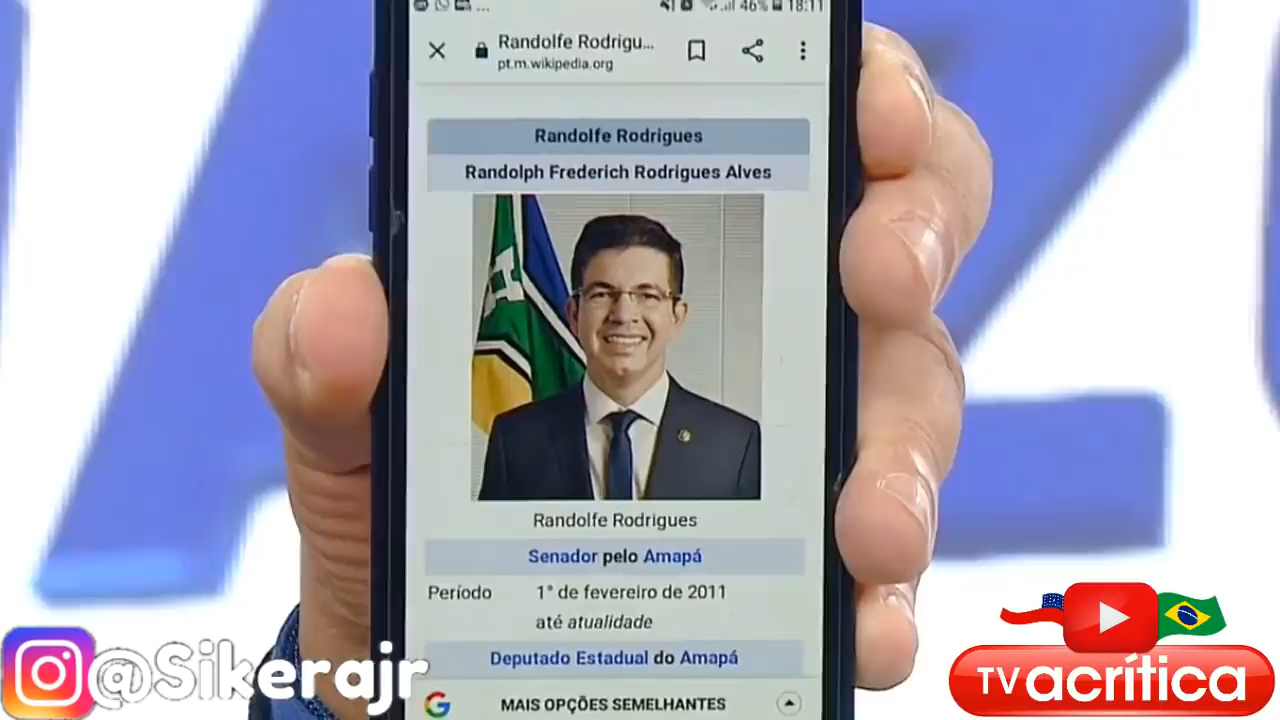 46% 18:11
Randolfe Rodrigu...
pt.m.wikipedia.org
Randolfe Rodrigues
Randolph Frederich Rodrigues Alves
Randolfe Rodrigues
Senador pelo Amapá
Período 1° de fevereiro de 2011
até atualidade
Deputado Estadual do Amapá
MAIS OPÇÕES SEMELHANTES
@Sikerajr
TV acrítica